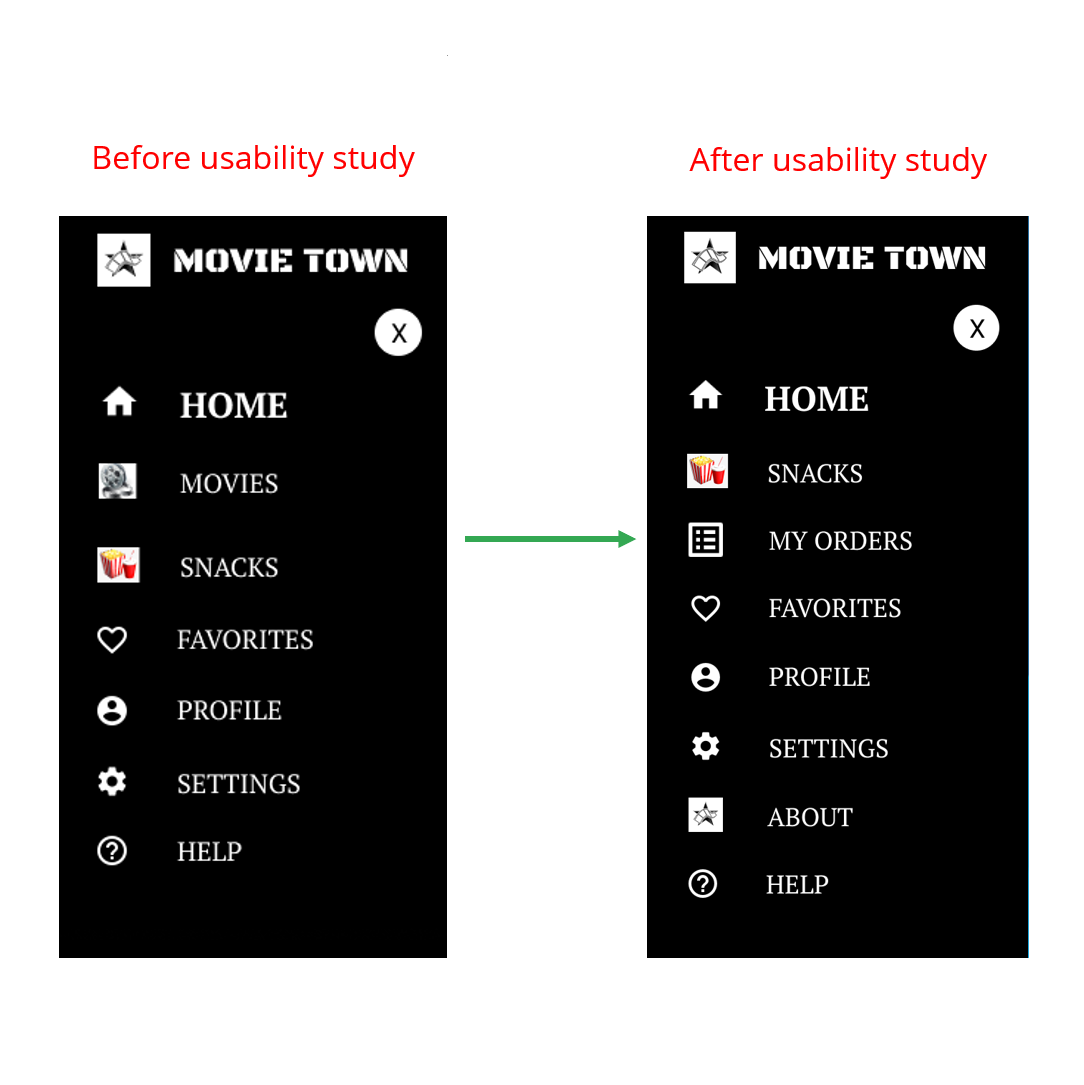 Before usability study
MOVIE TOWN
X
HOME
MOVIES
SNACKS
FAVORITES
PROFILE
SETTINGS
HELP
After usability study
MOVIE TOWN
X
HOME
SNACKS
MY ORDERS
FAVORITES
PROFILE
SETTINGS
ABOUT
HELP